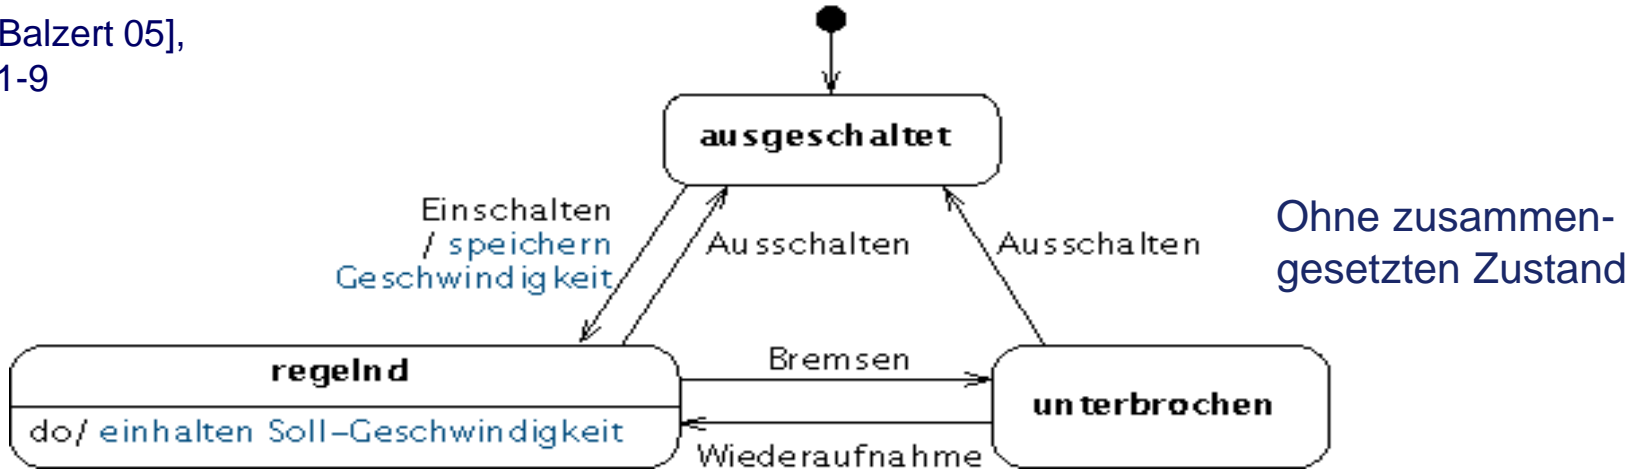 Balzert 05],
1-9
ausgeschaltet
Einschalten
/ speichern
Geschwindigkeit
Ausschalten
Ausschalten
Ohne zusammen-
gesetzten Zustand
regelnd
do/ einhalten Soll-Geschwindigkeit
Bremsen
Wiederaufnahme
unterbrochen